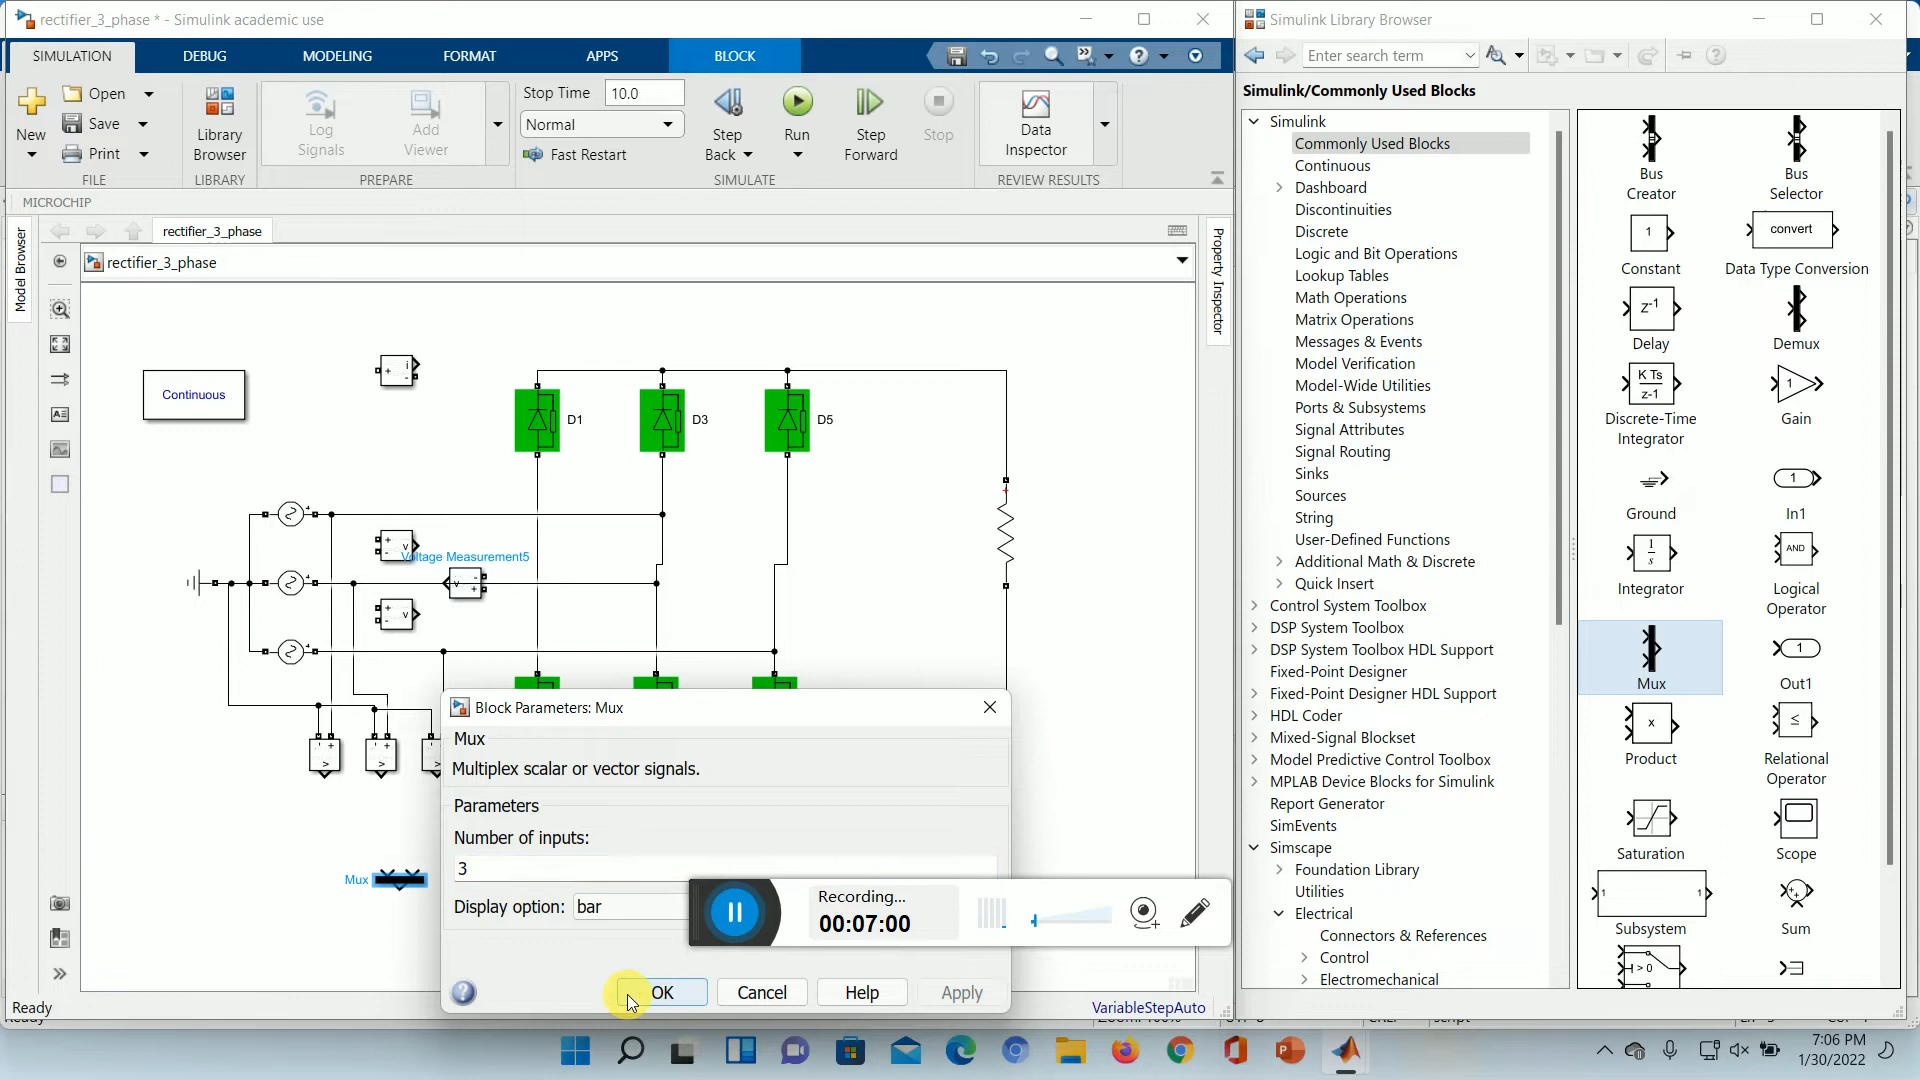 rectifier_3_phase * - Simulink academic use
SIMULATION
DEBUG
MODELING
FORMAT
APPS
BLOCK
New
Open
Save
Print
FILE
Library
Browser
LIBRARY
Log
Signals
Add
Viewer
PREPARE
Stop Time 10.0
Normal
Fast Restart
Step
Back
Run
Step
Forward
Stop
SIMULATE
Data
Inspector
REVIEW RESULTS
MICROCHIP
Model Browser
rectifier_3_phase
rectifier_3_phase
Property Inspector
Continuous
D1
D3
D5
Voltage Measurement5
Mux
Block Parameters: Mux
Mux
Multiplex scalar or vector signals.
Parameters
Number of inputs:
3
Display option: bar
OK
Cancel
Help
Apply
Recording...
00:07:00
Ready
VariableStepAuto
Simulink Library Browser
Enter search term
Simulink/Commonly Used Blocks
Simulink
Commonly Used Blocks
Continuous
Dashboard
Discontinuities
Discrete
Logic and Bit Operations
Lookup Tables
Math Operations
Matrix Operations
Messages & Events
Model Verification
Model-Wide Utilities
Ports & Subsystems
Signal Attributes
Signal Routing
Sinks
Sources
String
User-Defined Functions
Additional Math & Discrete
Quick Insert
Control System Toolbox
DSP System Toolbox
DSP System Toolbox HDL Support
Fixed-Point Designer
Fixed-Point Designer HDL Support
HDL Coder
Mixed-Signal Blockset
Model Predictive Control Toolbox
MPLAB Device Blocks for Simulink
Report Generator
SimEvents
Simscape
Foundation Library
Utilities
Electrical
Connectors & References
Control
Electromechanical
Bus
Creator
Bus
Selector
1
Constant
convert
Data Type Conversion
Z-1
Delay
Demux
K Ts
z-1
Discrete-Time
Integrator
1
Gain
Ground
1
In1
1
s
Integrator
AND
Logical
Operator
Mux
1
Out1
x
Product
≤
Relational
Operator
Saturation
Scope
1 1
Subsystem
Sum
> 0
7:06 PM
1/30/2022